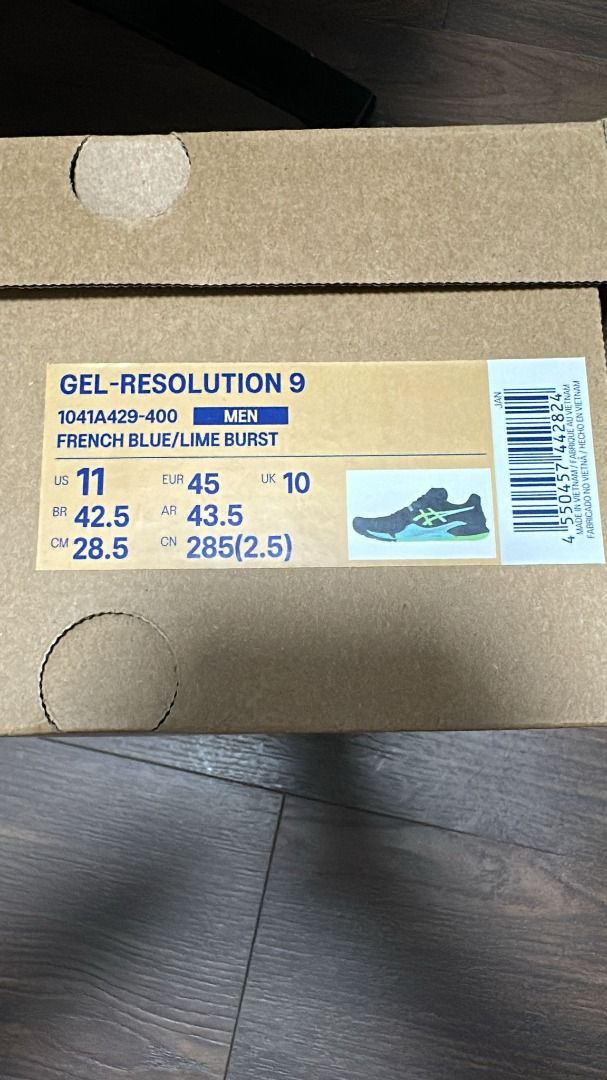 GEL-RESOLUTION 9
1041A429-400 MEN
FRENCH BLUE/LIME BURST
US 11 EUR 45 UK 10
BR 42.5 AR 43.5
CM 28.5 CN 285(2.5)
JAN
4 550457 442824
MADE IN VIETNAM / FABRIQUÉ AU VIETNAM
FABRICADO NO VIETNÃ / HECHO EN VIETNAM